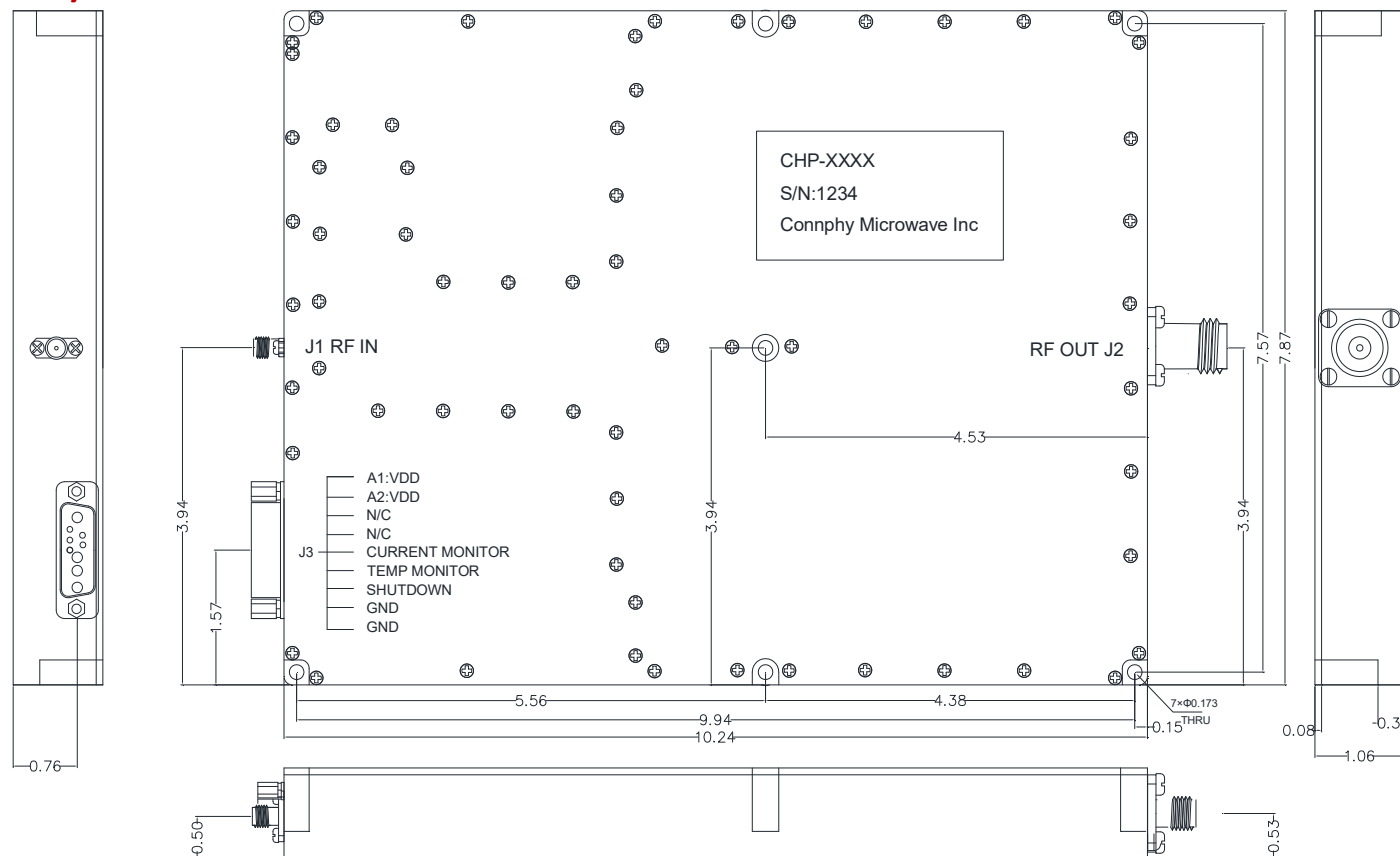 CHP-XXXX
S/N:1234
Connphy Microwave Inc
J1 RF IN
RF OUT J2
7.57
7.87
4.53
3.94
3.94
3.94
A1:VDD
A2:VDD
N/C
N/C
J3
CURRENT MONITOR
TEMP MONITOR
SHUTDOWN
GND
GND
1.57
5.56
4.38
7×Φ0.173
THRU
9.94
0.15
10.24
0.08
0.3
1.06
0.76
0.50
0.53